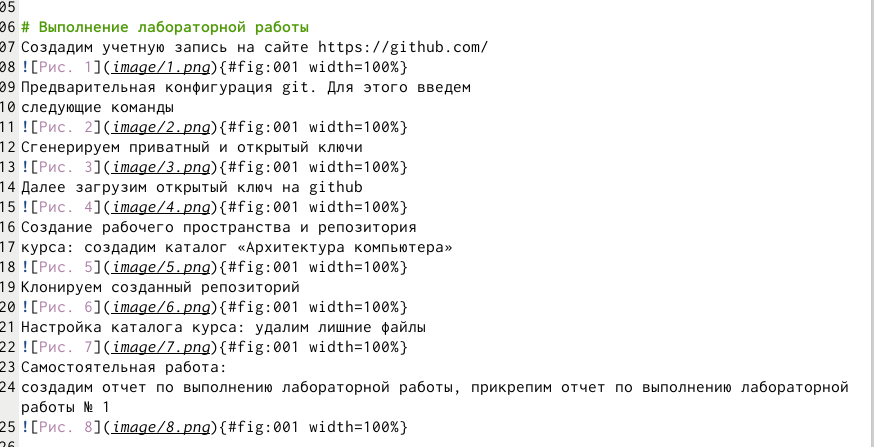 05
06 # Выполнение лабораторной работы
07 Создадим учетную запись на сайте https://github.com/
08 ![Рис. 1](image/1.png){#fig:001 width=100%}
09 Предварительная конфигурация git. Для этого введем
10 следующие команды
11 ![Рис. 2](image/2.png){#fig:001 width=100%}
12 Сгенерируем приватный и открытый ключи
13 ![Рис. 3](image/3.png){#fig:001 width=100%}
14 Далее загрузим открытый ключ на github
15 ![Рис. 4](image/4.png){#fig:001 width=100%}
16 Создание рабочего пространства и репозитория
17 курса: создадим каталог «Архитектура компьютера»
18 ![Рис. 5](image/5.png){#fig:001 width=100%}
19 Клонируем созданный репозиторий
20 ![Рис. 6](image/6.png){#fig:001 width=100%}
21 Настройка каталога курса: удалим лишние файлы
22 ![Рис. 7](image/7.png){#fig:001 width=100%}
23 Самостоятельная работа:
24 создадим отчет по выполнению лабораторной работы, прикрепим отчет по выполнению лабораторной
работы № 1
25 ![Рис. 8](image/8.png){#fig:001 width=100%}